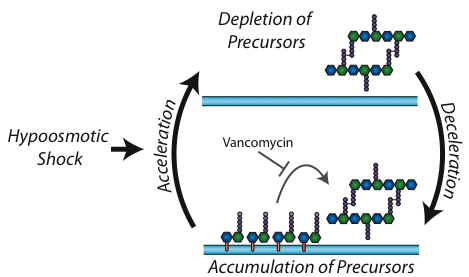 Depletion of
Precursors
Hypoosmotic
Shock
Acceleration
Deceleration
Vancomycin
Accumulation of Precursors